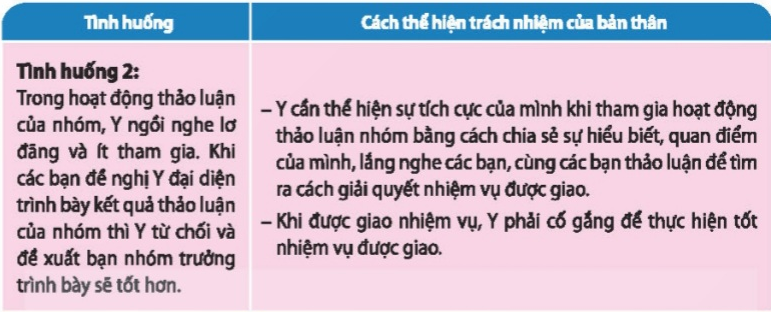 Tình huống
Cách thể hiện trách nhiệm của bản thân
Tình huống 2:
Trong hoạt động thảo luận
của nhóm, Y ngồi nghe lơ
đãng và ít tham gia. Khi
các bạn đề nghị Y đại diện
trình bày kết quả thảo luận
của nhóm thì Y từ chối và
đề xuất bạn nhóm trưởng
trình bày sẽ tốt hơn.
– Y cần thể hiện sự tích cực của mình khi tham gia hoạt động
thảo luận nhóm bằng cách chia sẻ sự hiểu biết, quan điểm
của mình, lắng nghe các bạn, cùng các bạn thảo luận để tìm
ra cách giải quyết nhiệm vụ được giao.
– Khi được giao nhiệm vụ, Y phải cố gắng để thực hiện tốt
nhiệm vụ được giao.